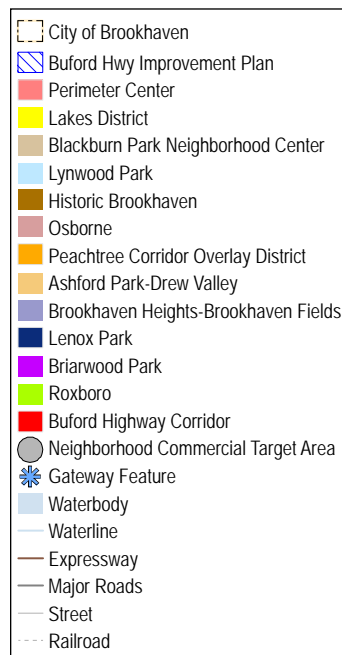 City of Brookhaven
Buford Hwy Improvement Plan
Perimeter Center
Lakes District
Blackburn Park Neighborhood Center
Lynwood Park
Historic Brookhaven
Osborne
Peachtree Corridor Overlay District
Ashford Park-Drew Valley
Brookhaven Heights-Brookhaven Fields
Lenox Park
Briarwood Park
Roxboro
Buford Highway Corridor
Neighborhood Commercial Target Area
Gateway Feature
Waterbody
Waterline
Expressway
Major Roads
Street
Railroad